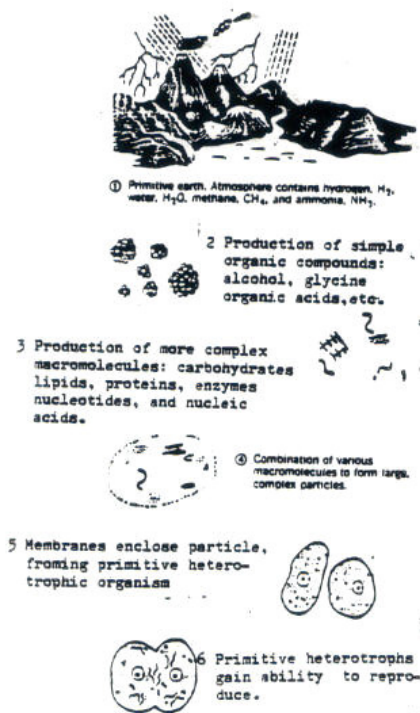 ① Primitive earth. Atmosphere contains hydrogen, H₂,
water, H₂O, methane, CH₄, and ammonia, NH₃.
2 Production of simple
organic compounds:
alcohol, glycine
organic acids,etc.
3 Production of more complex
macromolecules: carbohydrates
lipids, proteins, enzymes
nucleotides, and nucleic
acids.
④ Combination of various
macromolecules to form large,
complex particles.
5 Membranes enclose particle,
froming primitive heter-
trophic organism
6 Primitive heterotrophs
gain ability to repro-
duce.